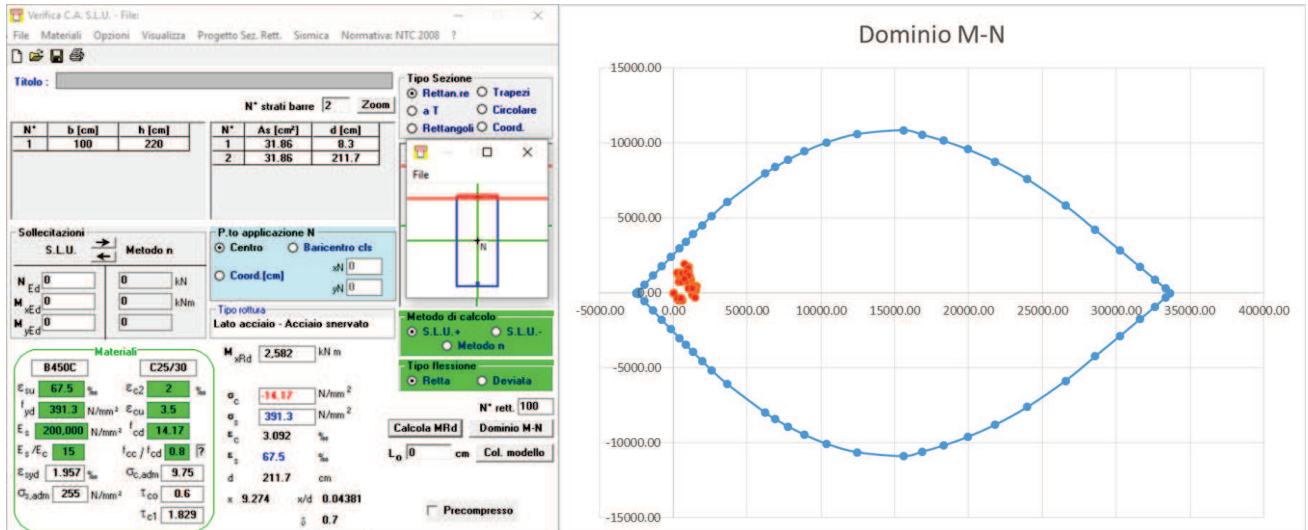 Verifica C.A. S.L.U. - File:
File Materiali Opzioni Visualizza Progetto Sez. Rett. Sismica Normativa: NTC 2008 ?
Titolo :
N° strati barre 2 Zoom
N° b [cm] h [cm]
1 100 220
N° As [cm²] d [cm]
1 31.86 8.3
2 31.86 211.7
Tipo Sezione
Rettan.re Trapezi
a T Circolare
Rettangoli Coord.
File
N
Sollecitazioni
S.L.U. Metodo n
N Ed 0 0 kN
M xEd 0 0 kNm
M yEd 0 0
P.to applicazione N
Centro Baricentro cls
Coord.[cm] xN 0
yN 0
Tipo rottura
Lato acciaio - Acciaio snervato
Metodo di calcolo
S.L.U.+ S.L.U.-
Metodo n
Tipo flessione
Retta Deviata
Materiali
B450C C25/30
εsu 67.5 ‰ εc2 2 ‰
fyd 391.3 N/mm² εcu 3.5
Es 200,000 N/mm² fcd 14.17
Es/Ec 15 fcc/fcd 0.8 ?
εsyd 1.957 ‰ σc,adm 9.75
σs,adm 255 N/mm² τco 0.6
τc1 1.829
M xRd 2,582 kN m
σc -14.17 N/mm²
σs 391.3 N/mm²
εc 3.092 ‰
εs 67.5 ‰
d 211.7 cm
x 9.274 x/d 0.04381
δ 0.7
N° rett. 100
Calcola MRd Dominio M-N
Lo 0 cm Col. modello
Precompresso
Dominio M-N
15000.00
10000.00
5000.00
0.00
-5000.00
-10000.00
-15000.00
-5000.00 0.00 5000.00 10000.00 15000.00 20000.00 25000.00 30000.00 35000.00 40000.00